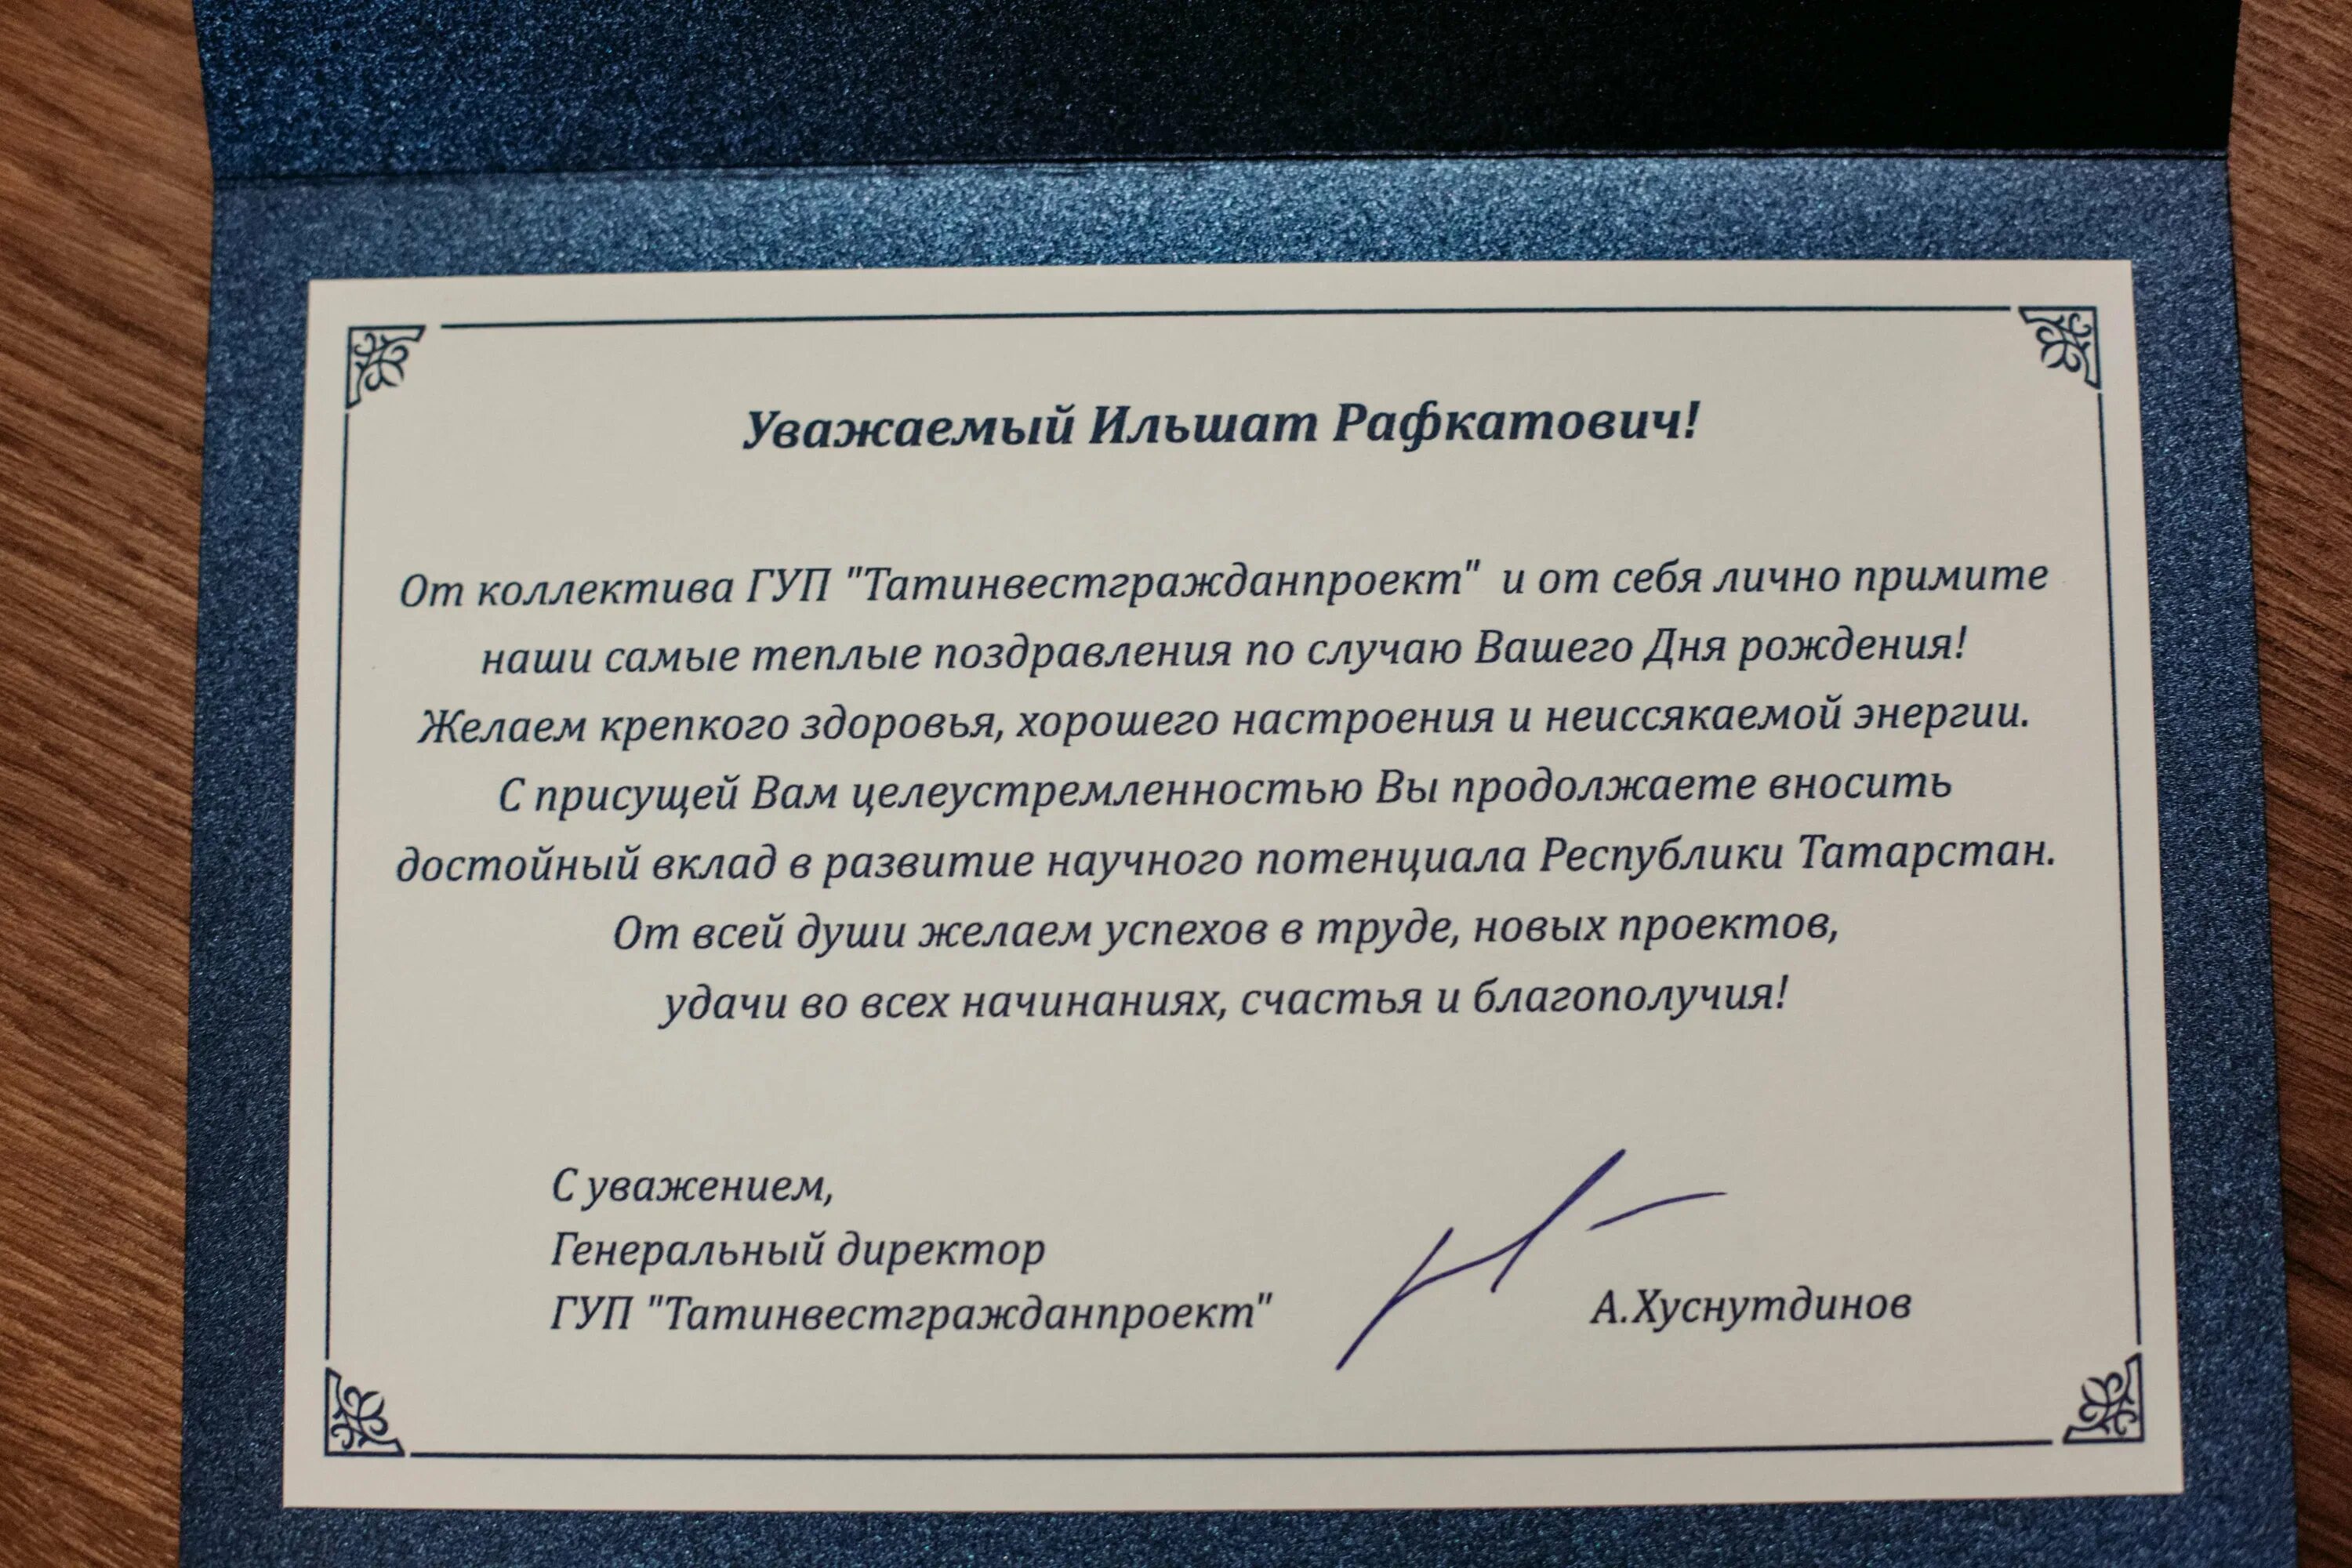 Уважаемый Ильшат Рафкатович!
От коллектива ГУП "Татинвестгражданпроект" и от себя лично примите
наши самые теплые поздравления по случаю Вашего Дня рождения!
Желаем крепкого здоровья, хорошего настроения и неиссякаемой энергии.
С присущей Вам целеустремленностью Вы продолжаете вносить
достойный вклад в развитие научного потенциала Республики Татарстан.
От всей души желаем успехов в труде, новых проектов,
удачи во всех начинаниях, счастья и благополучия!
С уважением,
Генеральный директор
ГУП "Татинвестгражданпроект" А.Хуснутдинов